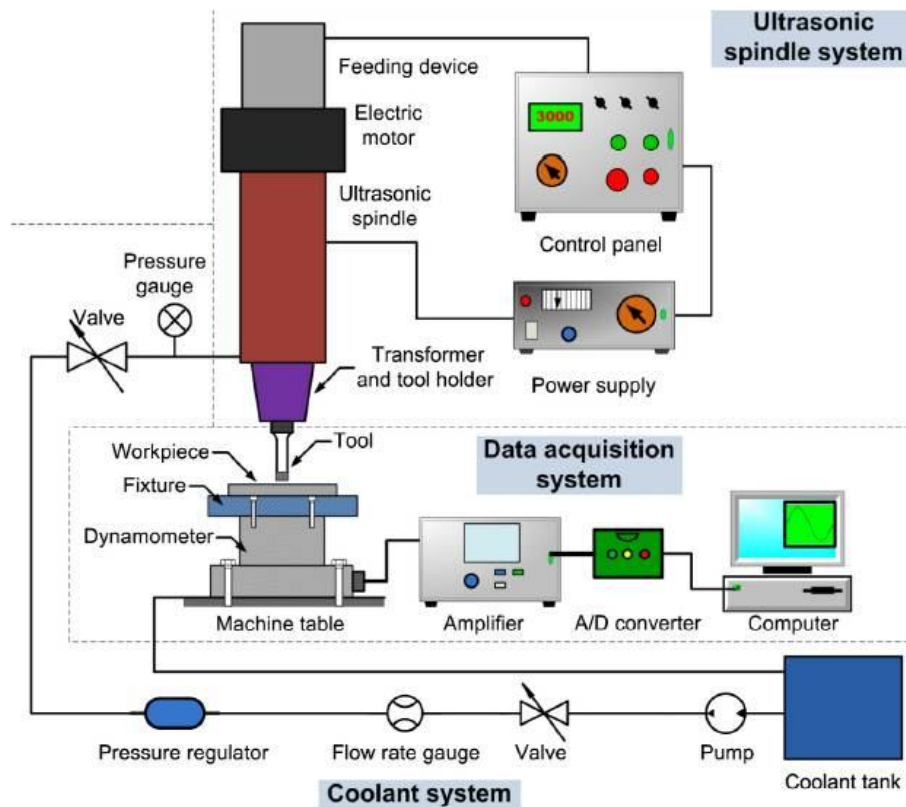 Ultrasonic
spindle system
Feeding device
Electric
motor
3000
Ultrasonic
spindle
Control panel
Pressure
gauge
Valve
Transformer
and tool holder
Power supply
Tool
Workpiece
Fixture
Dynamometer
Data acquisition
system
Machine table
Amplifier
A/D converter
Computer
Pressure regulator
Flow rate gauge
Valve
Pump
Coolant tank
Coolant system